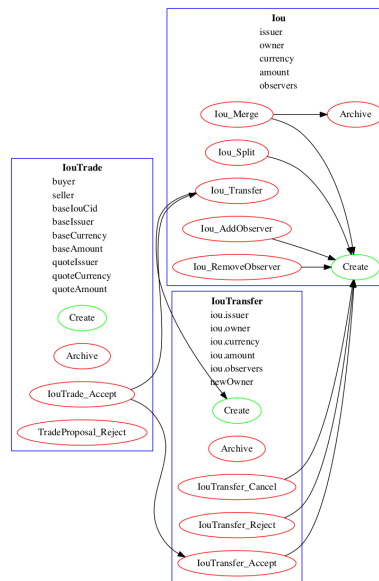 Iou
issuer
owner
currency
amount
observers
Iou_Merge
Archive
Iou_Split
Iou_Transfer
Iou_AddObserver
Iou_RemoveObserver
Create
IouTrade
buyer
seller
baseIouCid
baseIssuer
baseCurrency
baseAmount
quoteIssuer
quoteCurrency
quoteAmount
Create
Archive
IouTrade_Accept
TradeProposal_Reject
IouTransfer
iou.issuer
iou.owner
iou.currency
iou.amount
iou.observers
newOwner
Create
Archive
IouTransfer_Cancel
IouTransfer_Reject
IouTransfer_Accept